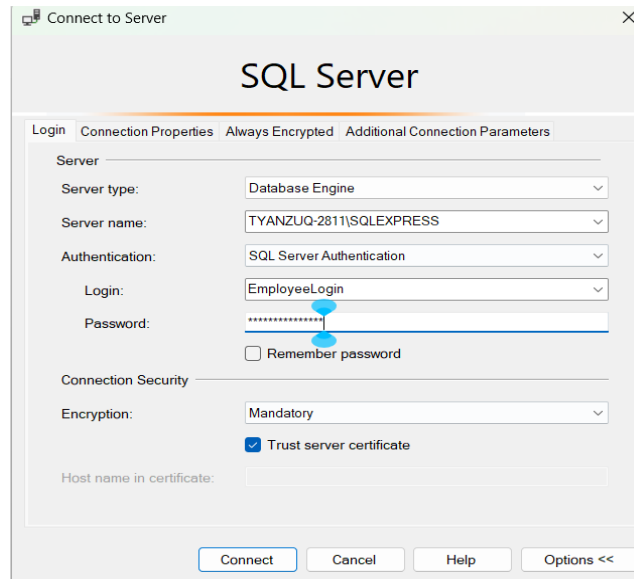 Connect to Server
SQL Server
Login Connection Properties Always Encrypted Additional Connection Parameters
Server
Server type: Database Engine
Server name: TYANZUQ-2811\SQLEXPRESS
Authentication: SQL Server Authentication
Login: EmployeeLogin
Password: ***************
Remember password
Connection Security
Encryption: Mandatory
Trust server certificate
Host name in certificate:
Connect Cancel Help Options <<